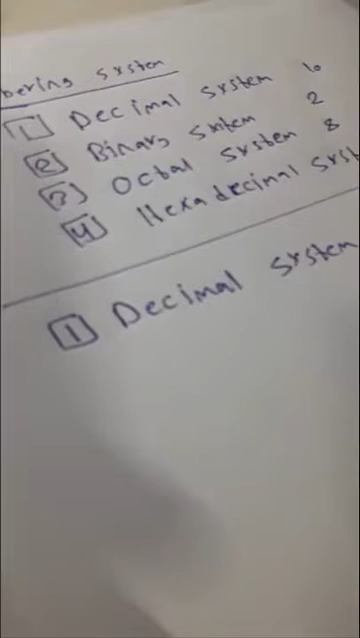 bering system
1 Decimal system 10
2 Binary system 2
3 Octal system 8
4 Hexadecimal syst
1 Decimal system